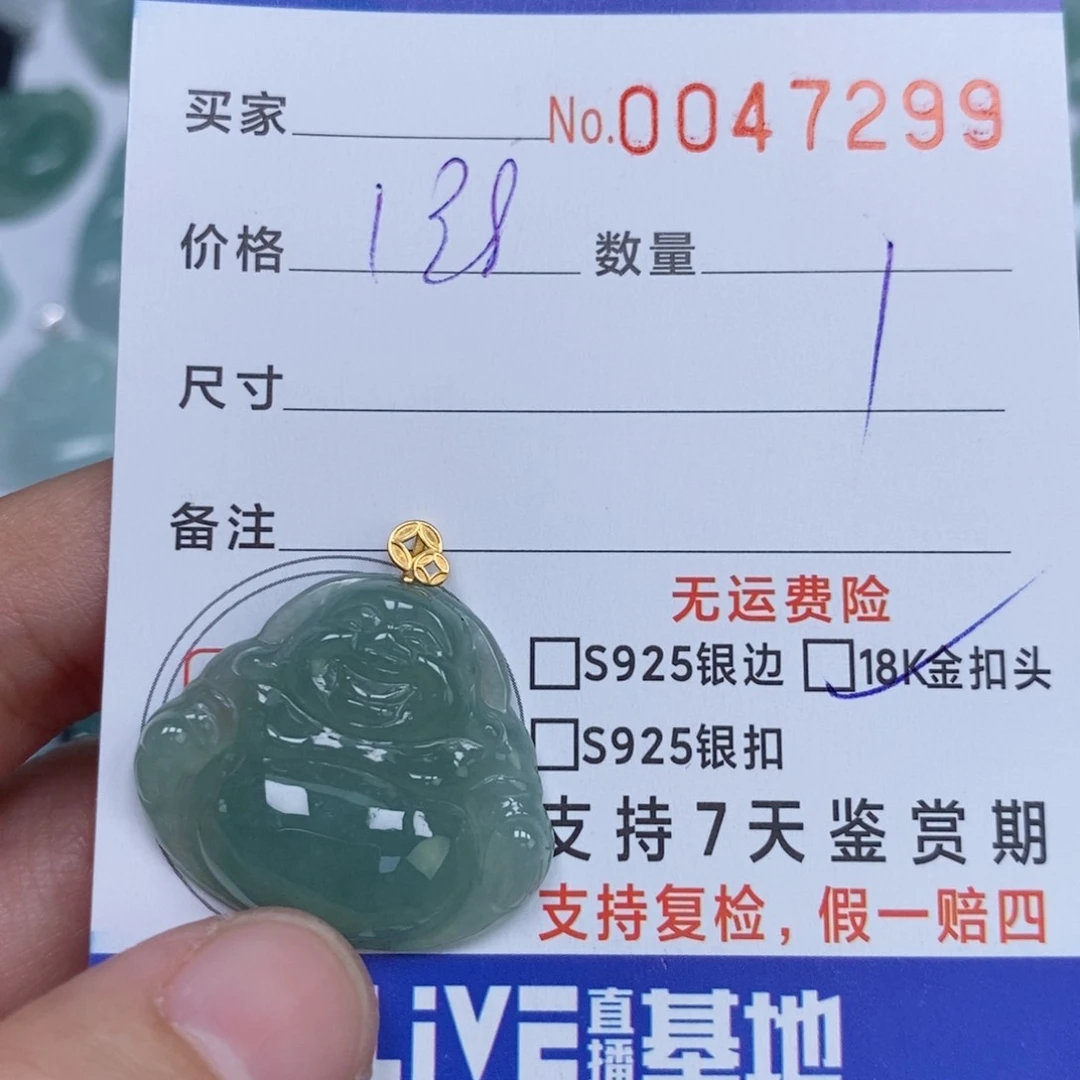 买家 No.0047299
价格 138 数量 1
尺寸
备注
无运费险
S925银边 18K金扣头
S925银扣
支持7天鉴赏期
支持复检，假一赔四
LiVE直播基地